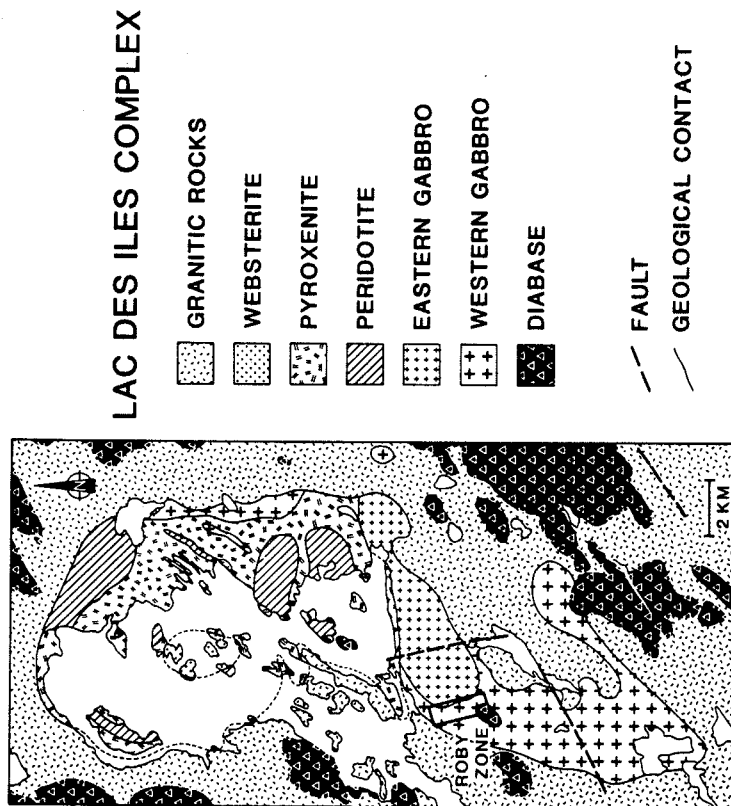 LAC DES ILES COMPLEX
GRANITIC ROCKS
WEBSTERITE
PYROXENITE
PERIDOTITE
EASTERN GABBRO
WESTERN GABBRO
DIABASE
FAULT
GEOLOGICAL CONTACT
ROBY
ZONE
2 KM